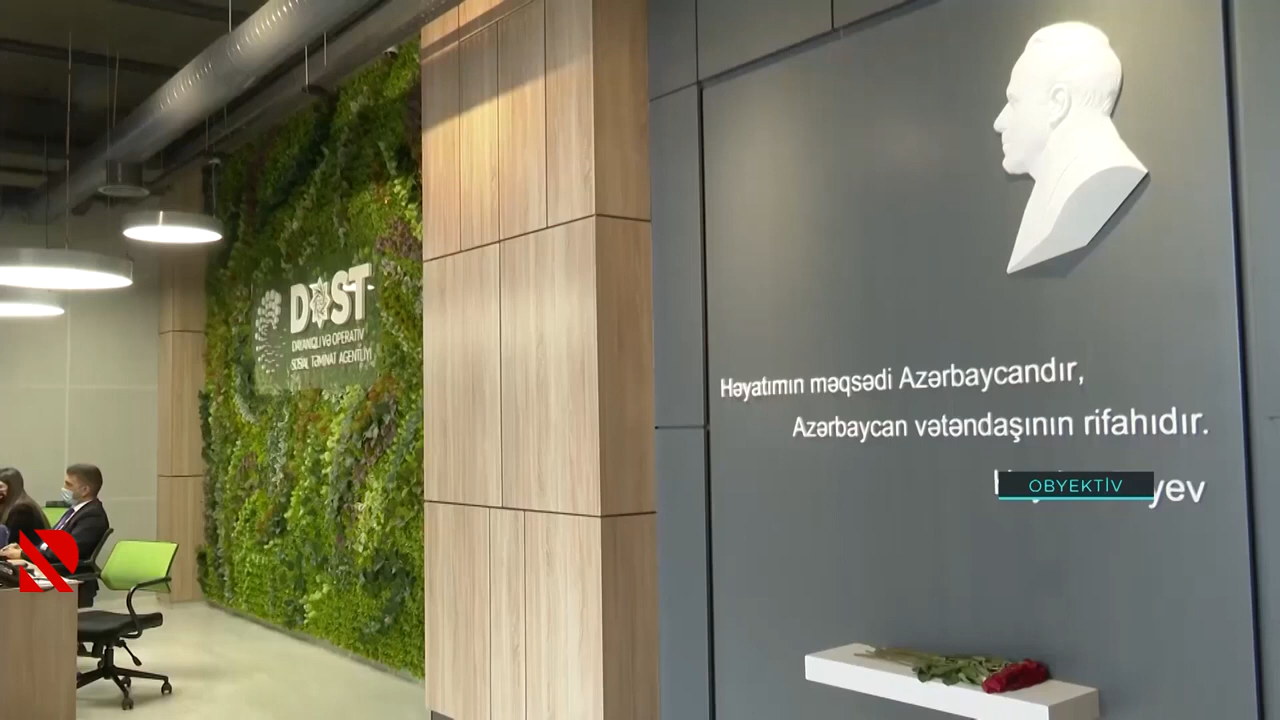 DOST
DAYANIQLI VƏ OPERATİV
SOSİAL TƏMİNAT AGENTLİYİ
Həyatımın məqsədi Azərbaycandır,
Azərbaycan vətəndaşının rifahıdır.
OBYEKTİV